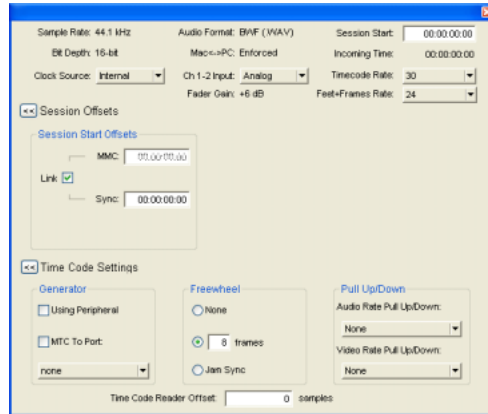 Sample Rate: 44.1 kHz Audio Format: BWF (.WAV) Session Start: 00:00:00:00
Bit Depth: 16-bit Mac<->PC: Enforced Incoming Time: 00:00:00:00
Clock Source: Internal Ch 1-2 Input: Analog Timecode Rate: 30
Fader Gain: +6 dB Feet+Frames Rate: 24
<< Session Offsets
Session Start Offsets
MMC: 00:00:00:00
Link
Sync: 00:00:00:00
<< Time Code Settings
Generator Freewheel Pull Up/Down
Using Peripheral None Audio Rate Pull Up/Down:
None
MTC To Port: 8 frames
Video Rate Pull Up/Down:
none Jam Sync None
Time Code Reader Offset: 0 samples